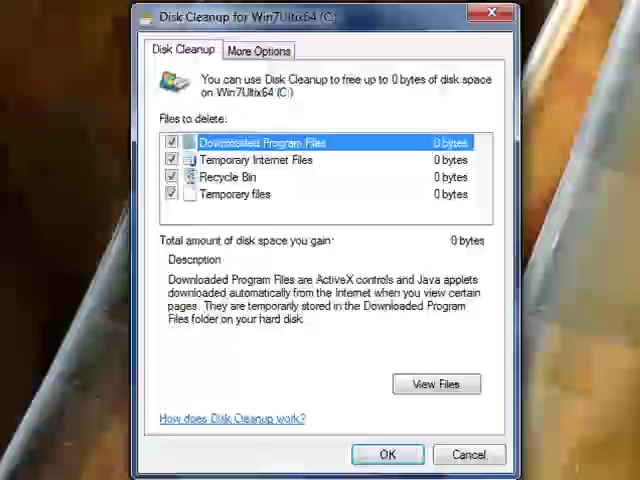 Disk Cleanup for Win7Ultix64 (C:)
Disk Cleanup
More Options
You can use Disk Cleanup to free up to 0 bytes of disk space
on Win7Ultix64 (C:)
Files to delete:
Downloaded Program Files 0 bytes
Temporary Internet Files 0 bytes
Recycle Bin 0 bytes
Temporary files 0 bytes
Total amount of disk space you gain: 0 bytes
Description
Downloaded Program Files are ActiveX controls and Java applets
downloaded automatically from the Internet when you view certain
pages. They are temporarily stored in the Downloaded Program
Files folder on your hard disk.
View Files
How does Disk Cleanup work?
OK
Cancel